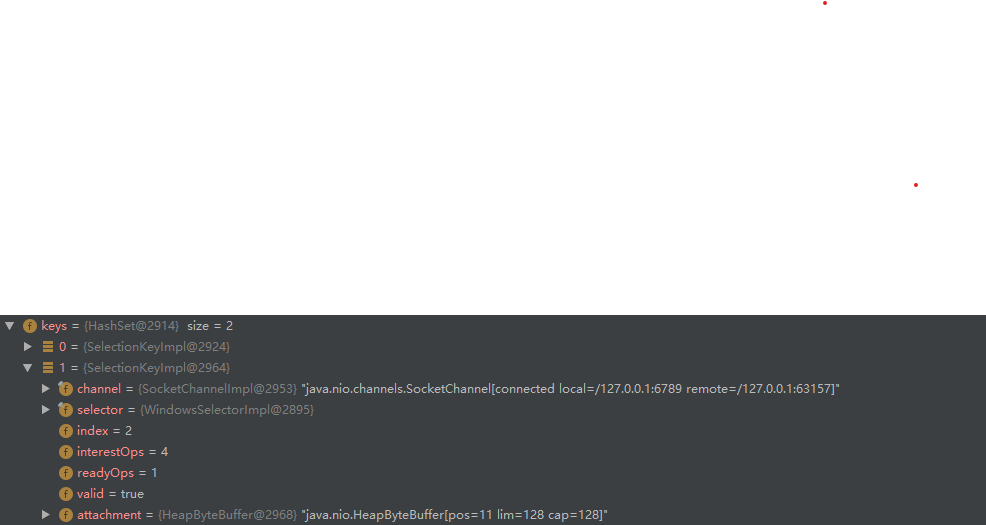 keys = {HashSet@2914} size = 2
0 = {SelectionKeyImpl@2924}
1 = {SelectionKeyImpl@2964}
channel = {SocketChannelImpl@2953} "java.nio.channels.SocketChannel[connected local=/127.0.0.1:6789 remote=/127.0.0.1:63157]"
selector = {WindowsSelectorImpl@2895}
index = 2
interestOps = 4
readyOps = 1
valid = true
attachment = {HeapByteBuffer@2968} "java.nio.HeapByteBuffer[pos=11 lim=128 cap=128]"